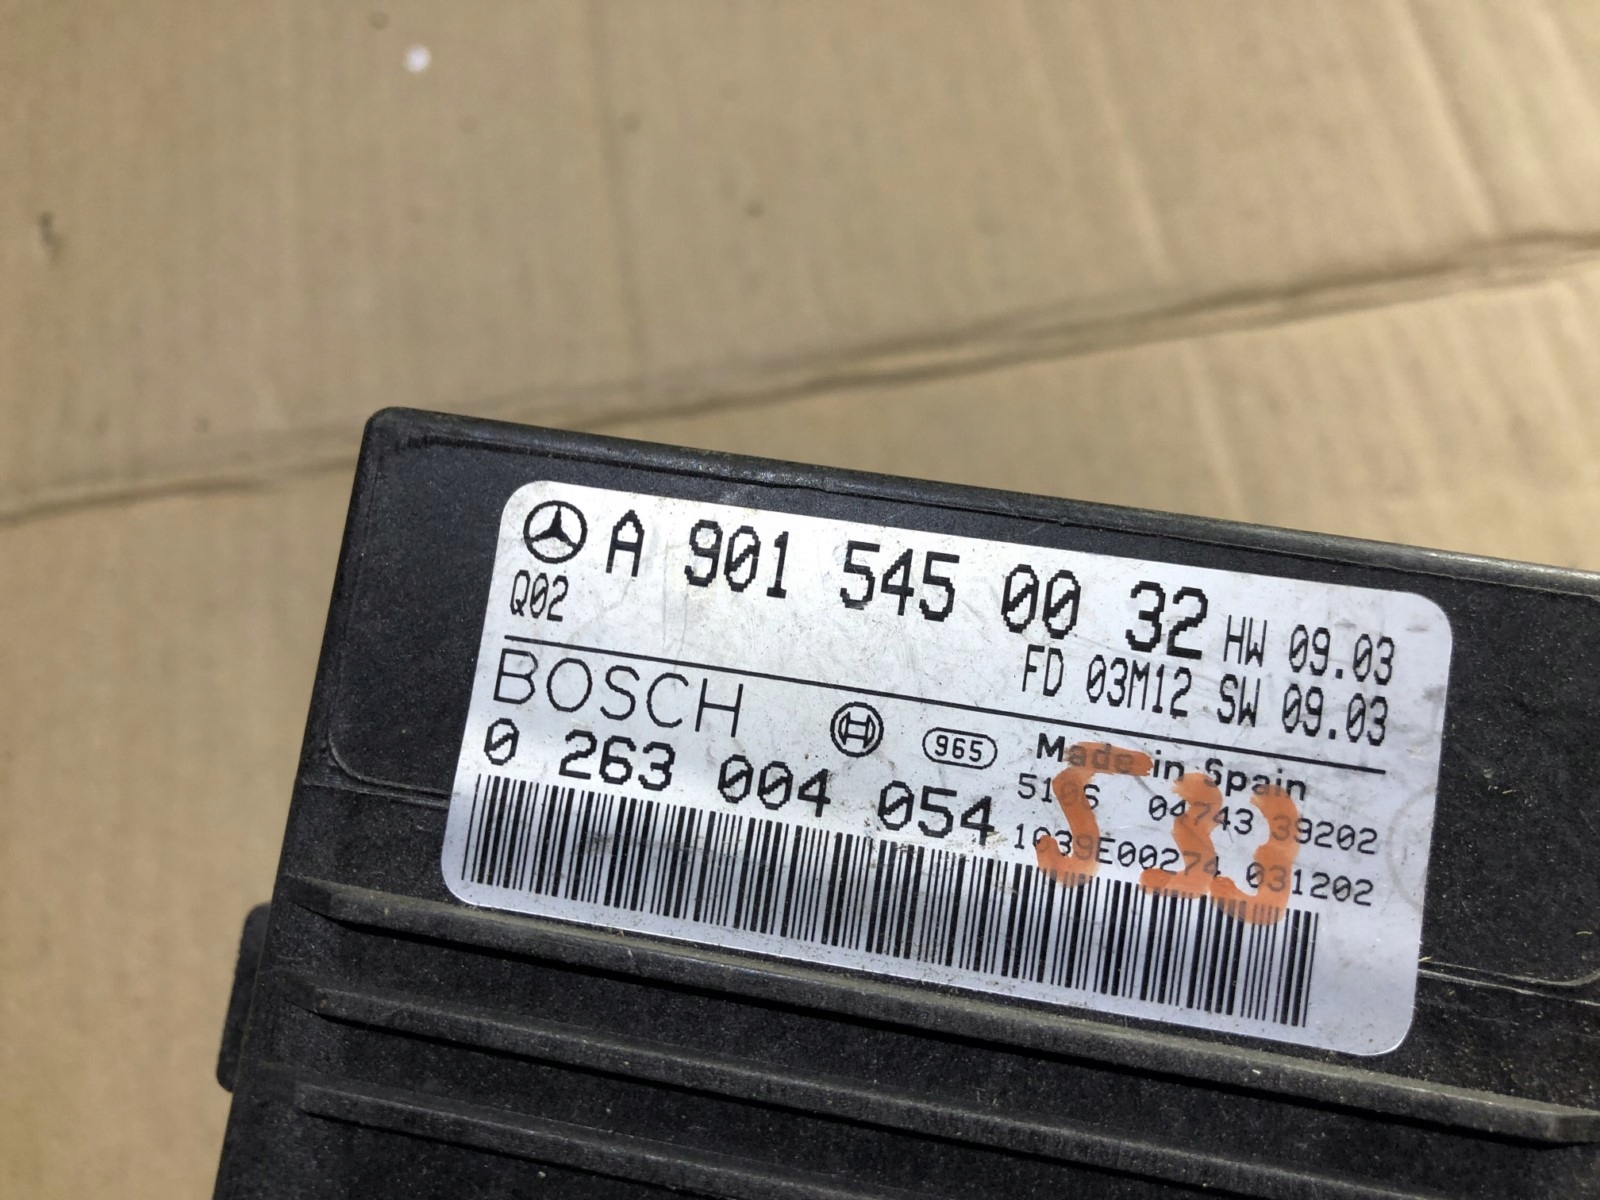 A 901 545 00 32 HW 09.03
Q02 FD 03M12 SW 09.03
BOSCH 965 Made in Spain
0 263 004 054 5106 04743 39202
1039E00274 031202